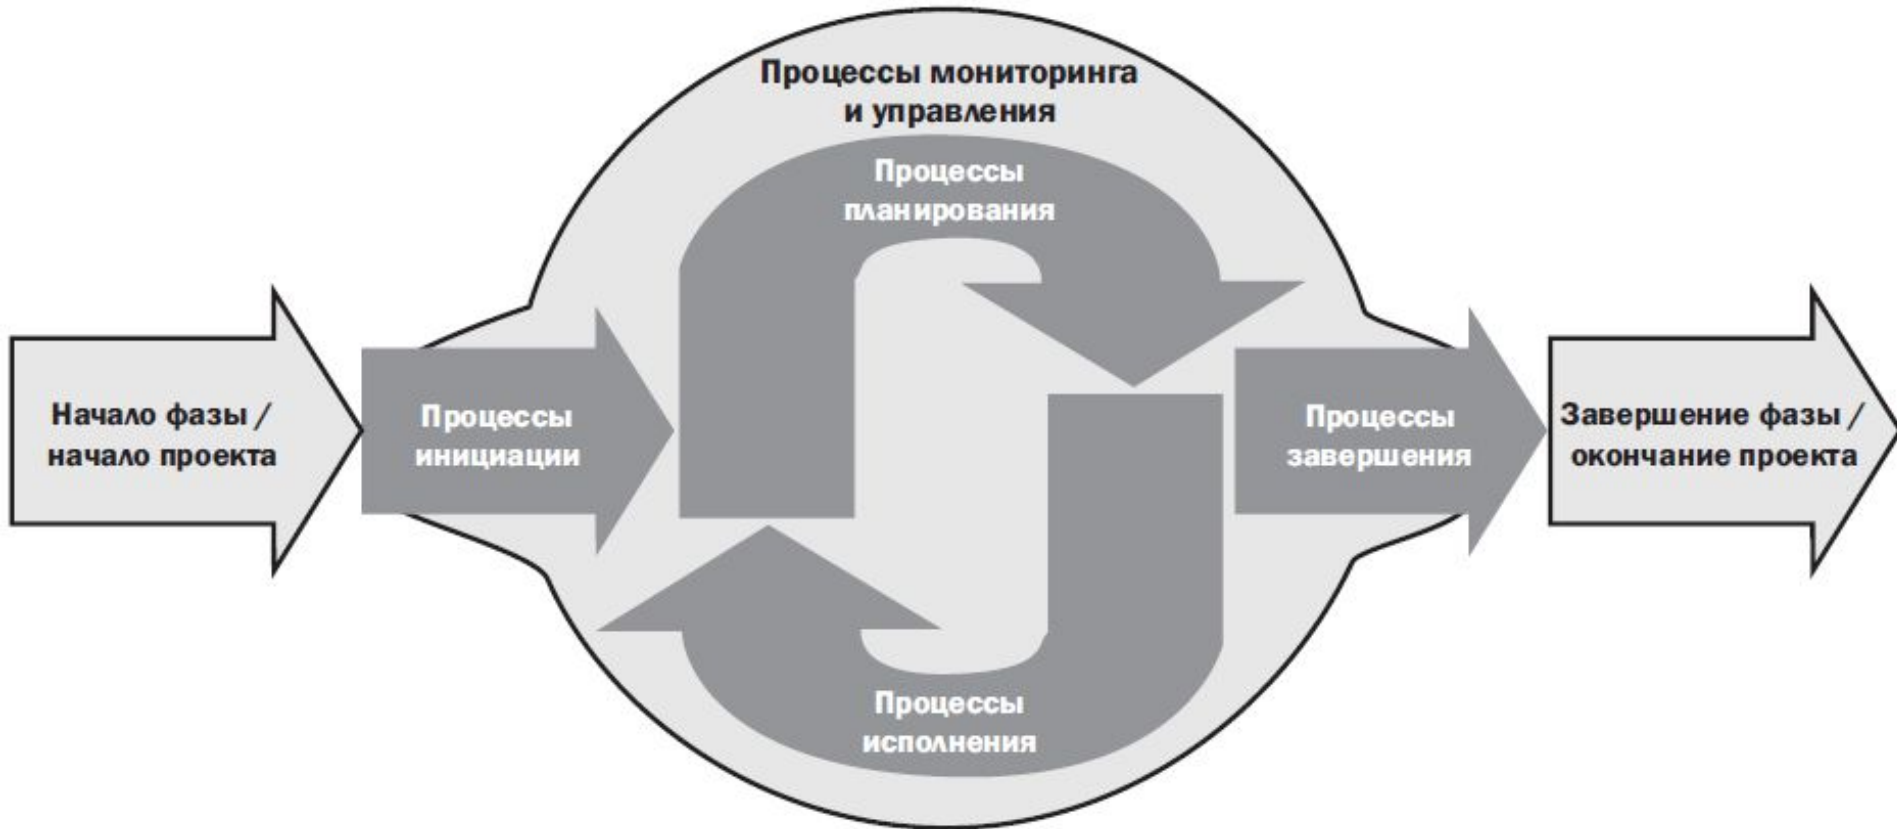 Процессы мониторинга
и управления
Процессы
планирования
Начало фазы /
начало проекта
Процессы
инициации
Процессы
завершения
Завершение фазы /
окончание проекта
Процессы
исполнения